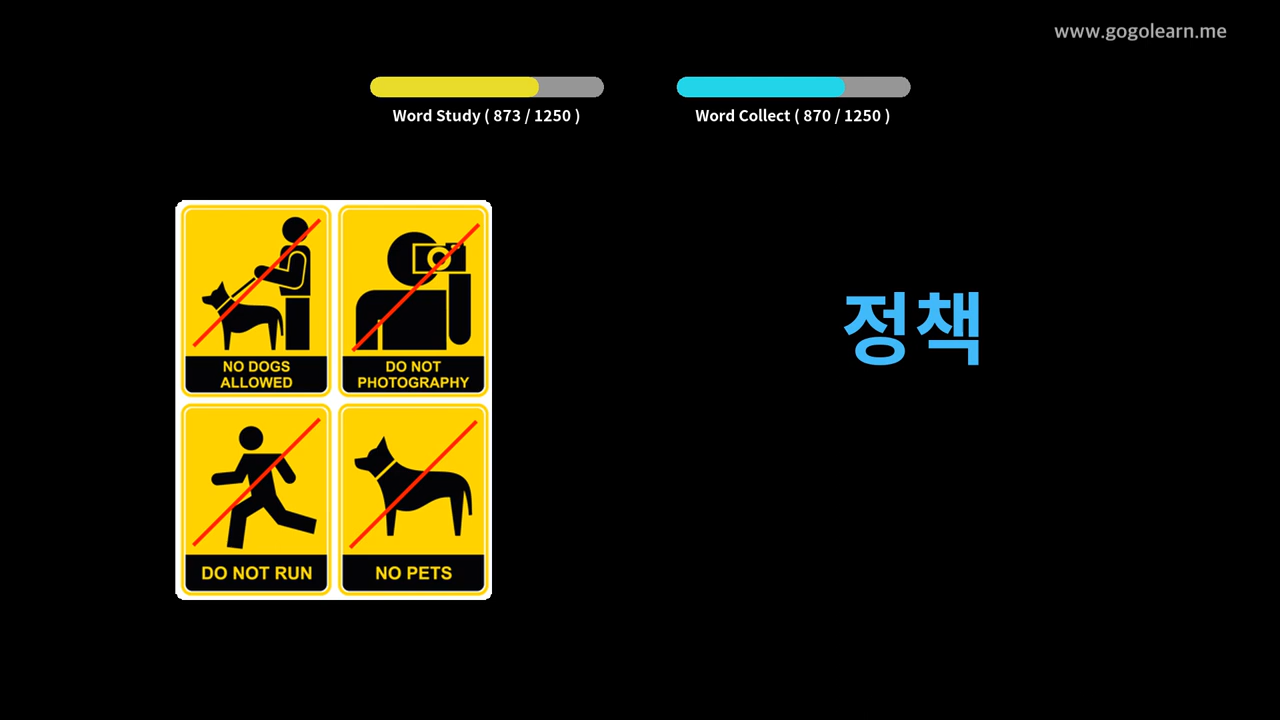 www.gogolearn.me
Word Study ( 873 / 1250 )
Word Collect ( 870 / 1250 )
NO DOGS
ALLOWED
DO NOT
PHOTOGRAPHY
DO NOT RUN
NO PETS
정책